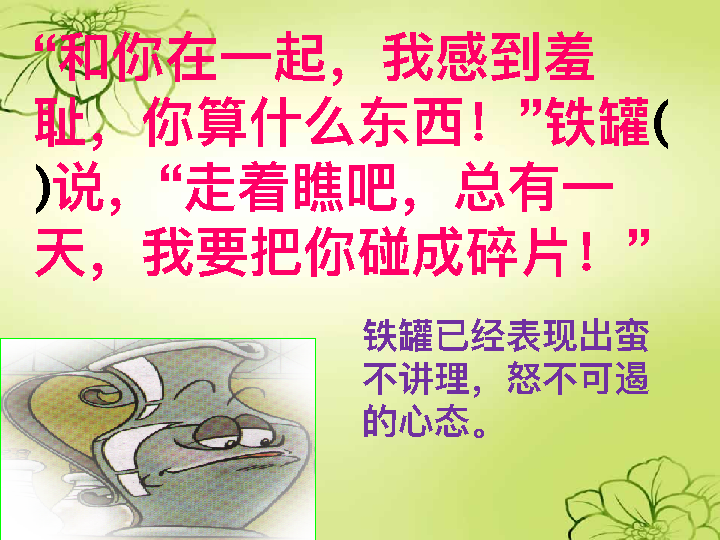 “和你在一起，我感到羞
耻，你算什么东西！”铁罐(
)说，“走着瞧吧，总有一
天，我要把你碰成碎片！”
铁罐已经表现出蛮
不讲理，怒不可遏
的心态。